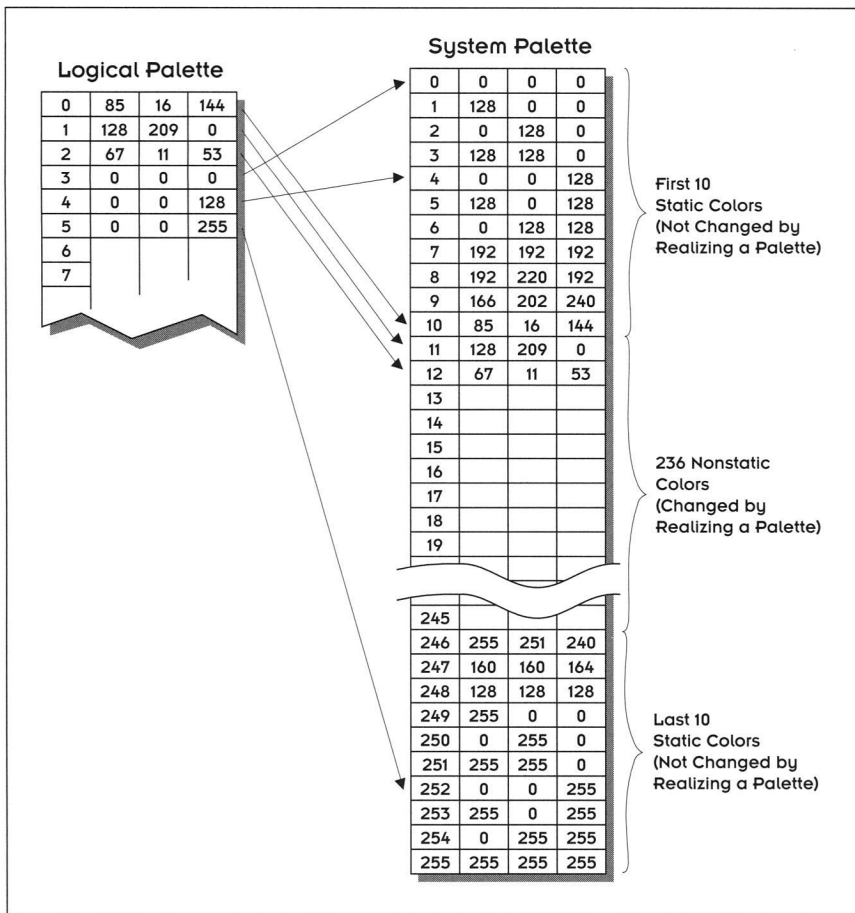 Logical Palette
0 85 16 144
1 128 209 0
2 67 11 53
3 0 0 0
4 0 0 128
5 0 0 255
6
7
System Palette
0 0 0 0
1 128 0 0
2 0 128 0
3 128 128 0
4 0 0 128
5 128 0 128
6 0 128 128
7 192 192 192
8 192 220 192
9 166 202 240
10 85 16 144
11 128 209 0
12 67 11 53
13
14
15
16
17
18
19
245
246 255 251 240
247 160 160 164
248 128 128 128
249 255 0 0
250 0 255 0
251 255 255 0
252 0 0 255
253 255 0 255
254 0 255 255
255 255 255 255
First 10
Static Colors
(Not Changed by
Realizing a Palette)
236 Nonstatic
Colors
(Changed by
Realizing a Palette)
Last 10
Static Colors
(Not Changed by
Realizing a Palette)